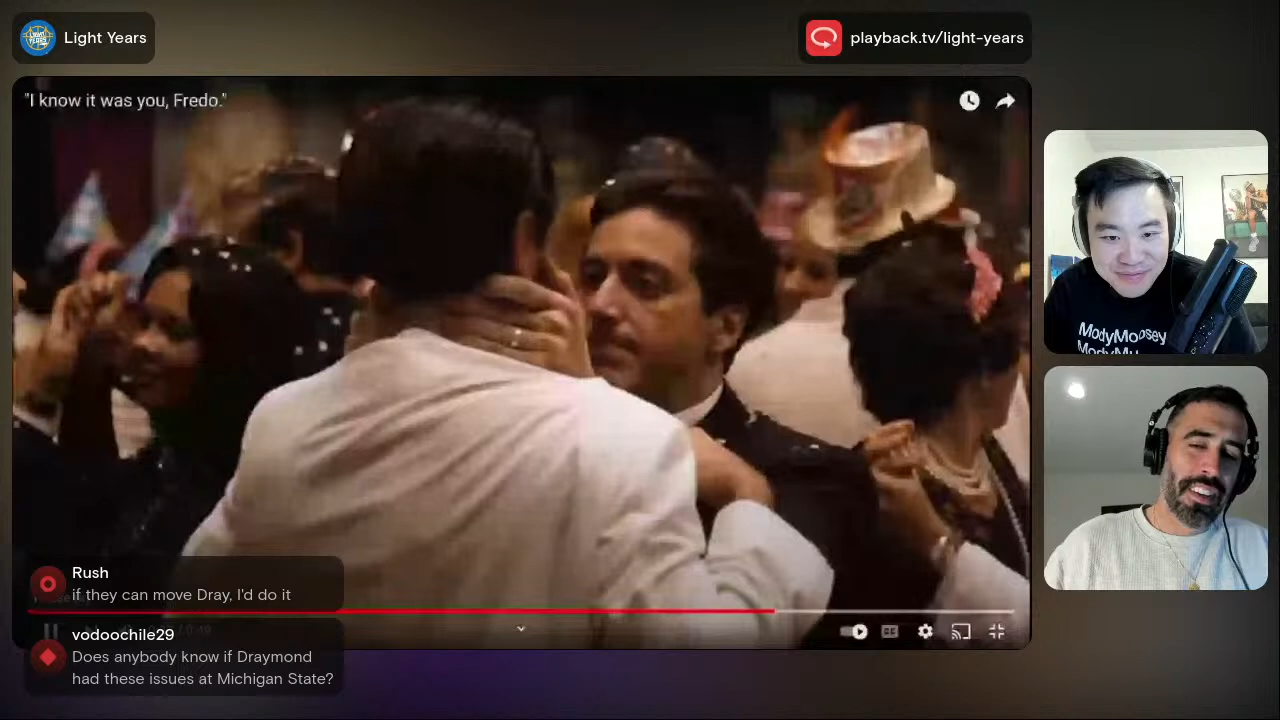 Light Years
playback.tv/light-years
"I know it was you, Fredo."
ModyMoosey
Rush
if they can move Dray, I'd do it
vodoochile29
Does anybody know if Draymond
had these issues at Michigan State?